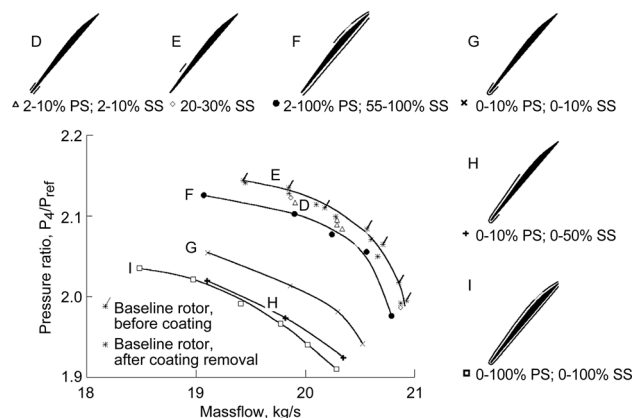 D
E
F
G
△ 2-10% PS; 2-10% SS
◇ 20-30% SS
● 2-100% PS; 55-100% SS
× 0-10% PS; 0-10% SS
H
+ 0-10% PS; 0-50% SS
I
□ 0-100% PS; 0-100% SS
Pressure ratio, P4/Pref
2.2
2.1
2.0
1.9
E
D
F
G
H
I
Baseline rotor,
before coating
Baseline rotor,
after coating removal
18
19
20
21
Massflow, kg/s